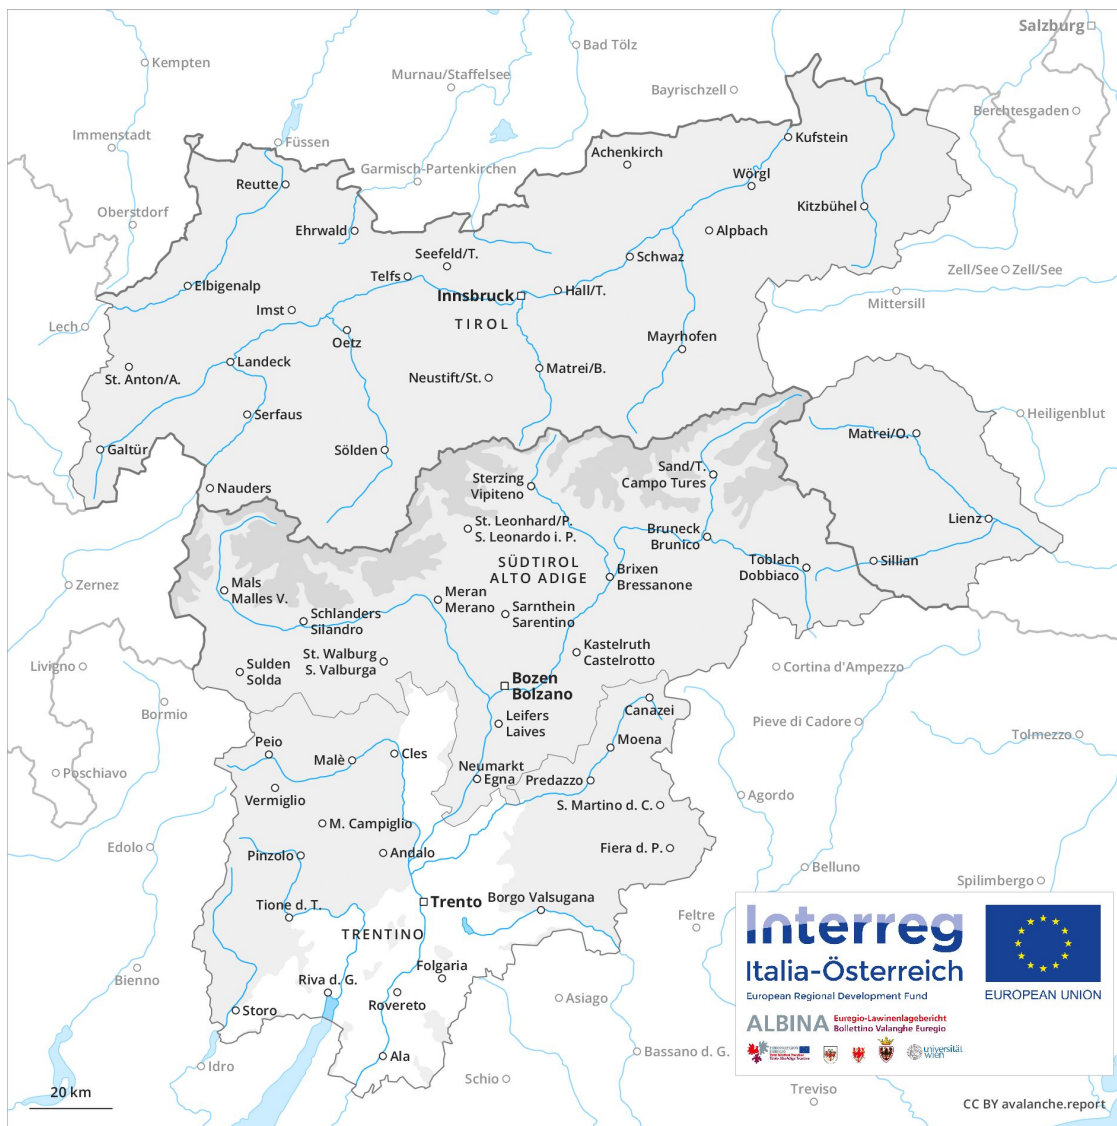 Salzburg
Bad Tölz
Kempten
Murnau/Staffelsee
Bayrischzell
Berchtesgaden
Immenstadt
Füssen
Kufstein
Achenkirch
Garmisch-Partenkirchen
Wörgl
Reutte
Oberstdorf
Kitzbühel
Ehrwald
Alpbach
Seefeld/T.
Schwaz
Telfs
Zell/See
Zell/See
Elbigenalp
Innsbruck
Hall/T.
Mittersill
Imst
TIROL
Lech
Oetz
Mayrhofen
Landeck
Matrei/B.
St. Anton/A.
Neustift/St.
Serfaus
Heiligenblut
Matrei/O.
Galtür
Sölden
Sand/T.
Campo Tures
Sterzing
Vipiteno
Nauders
Lienz
St. Leonhard/P.
S. Leonardo i. P.
Bruneck
Brunico
SÜDTIROL
ALTO ADIGE
Toblach
Dobbiaco
Sillian
Brixen
Bressanone
Zernez
Mals
Malles V.
Meran
Merano
Sarnthein
Sarentino
Schlanders
Silandro
Kastelruth
Castelrotto
St. Walburg
S. Valburga
Livigno
Sulden
Solda
Cortina d'Ampezzo
Bozen
Bolzano
Canazei
Bormio
Leifers
Laives
Pieve di Cadore
Tolmezzo
Moena
Peio
Malè
Cles
Neumarkt
Egna
Predazzo
Poschiavo
Vermiglio
Agordo
S. Martino d. C.
M. Campiglio
Edolo
Pinzolo
Andalo
Fiera d. P.
Belluno
Spilimbergo
Tione d. T.
Trento
Borgo Valsugana
Feltre
TRENTINO
Folgaria
Bienno
Riva d. G.
Rovereto
Asiago
Storo
Ala
Bassano d. G.
Idro
Schio
Treviso
Interreg
Italia-Österreich
European Regional Development Fund
EUROPEAN UNION
ALBINA
Euregio-Lawinenlagebericht
Bollettino Valanghe Euregio
universität
wien
20 km
CC BY avalanche.report